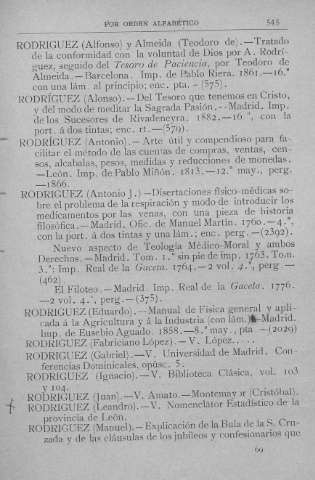 POR ORDEN ALFABÉTICO 545
RODRIGUEZ (Alfonso) y Almeida (Teodoro de).—Tratado
de la conformidad con la voluntad de Dios por A. Rodrí-
guez, seguido del Tesoro de Paciencia, por Teodoro de
Almeida.—Barcelona. Imp. de Pablo Riera. 1861.—16.º
con una lám. al principio; enc. pta. - (575).
RODRÍGUEZ (Alonso).—Del Tesoro que tenemos en Cristo,
y del modo de meditar la Sagrada Pasión.--Madrid. Imp.
de los Sucesores de Rivadeneyra. 1882.—16 º, con la
port. á dos tintas; enc. rt.—(579).
RODRÍGUEZ (Antonio).—Arte útil y compendioso para fa-
cilitar el método de las cuentas de compras, ventas, cen-
sos, alcabalas, pesos, medidas y reducciones de monedas.
—León. Imp. de Pablo Miñón. 1813.—12.º may., perg.
—1866.
RODRÍGUEZ (Antonio J.)—Disertaciones físico-médicas so-
bre el problema de la respiración y modo de introducir los
medicamentos por las venas, con una pieza de historia
filosófica.—Madrid. Ofic. de Manuel Martin. 1760.—4.º,
con la port. á dos tintas y una lám.; enc. perg.—(2392).
Nuevo aspecto de Teología Médico-Moral y ambos
Derechos.—Madrid. Tom. 1.º sin pie de imp. 1763. Tom.
3.º: Imp. Real de la Gaceta. 1764.—2 vol. 4.º, perg —
(462)
El Filoteo.—Madrid. Imp. Real de la Gaceta. 1776.
—2 vol. 4.º, perg.—(375).
RODRÍGUEZ (Eduardo).—Manual de Física general y apli-
cada á la Agricultura y á la Industria (con lám.) Madrid.
Imp. de Eusebio Aguado. 1858.—8.º may., pta —(2029)
RODRÍGUEZ (Fabriciano López).—V. López.
RODRÍGUEZ (Gabriel).—V. Universidad de Madrid. Con-
ferencias Dominicales, opúsc. 5.
RODRÍGUEZ (Ignacio).—V. Biblioteca Clásica, vol. 103
y 104.
RODRÍGUEZ (Juan).—V. Amato.—Montemayor (Cristóbal).
RODRÍGUEZ (Leandro).—V. Nomenclátor Estadístico de la
provincia de León.
RODRÍGUEZ (Manuel).—Explicación de la Bula de la S. Cru-
zada y de las cláusulas de los jubileos y confesionarios que
69